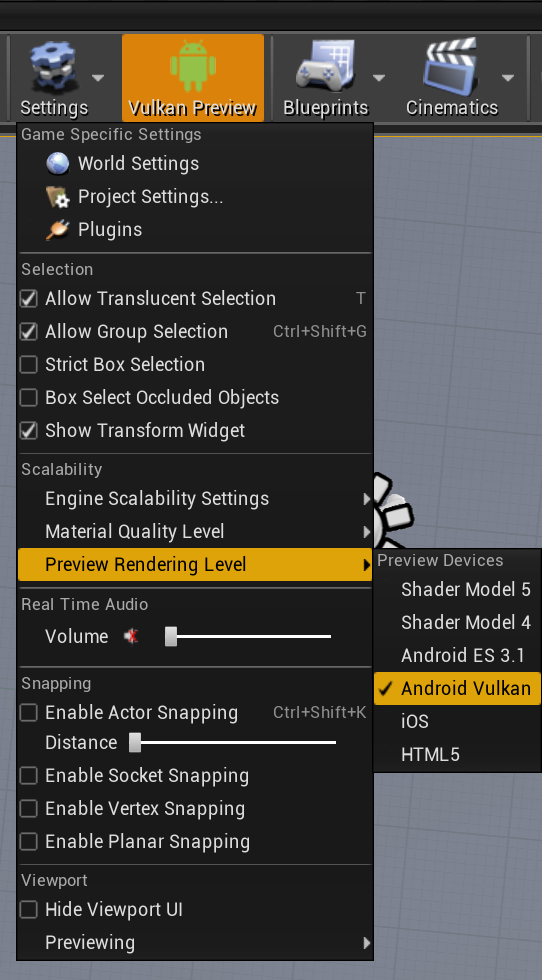 Settings
Vulkan Preview
Blueprints
Cinematics
Game Specific Settings
World Settings
Project Settings...
Plugins
Selection
Allow Translucent Selection T
Allow Group Selection Ctrl+Shift+G
Strict Box Selection
Box Select Occluded Objects
Show Transform Widget
Scalability
Engine Scalability Settings
Material Quality Level
Preview Rendering Level
Preview Devices
Shader Model 5
Shader Model 4
Android ES 3.1
Android Vulkan
iOS
HTML5
Real Time Audio
Volume
Snapping
Enable Actor Snapping Ctrl+Shift+K
Distance
Enable Socket Snapping
Enable Vertex Snapping
Enable Planar Snapping
Viewport
Hide Viewport UI
Previewing